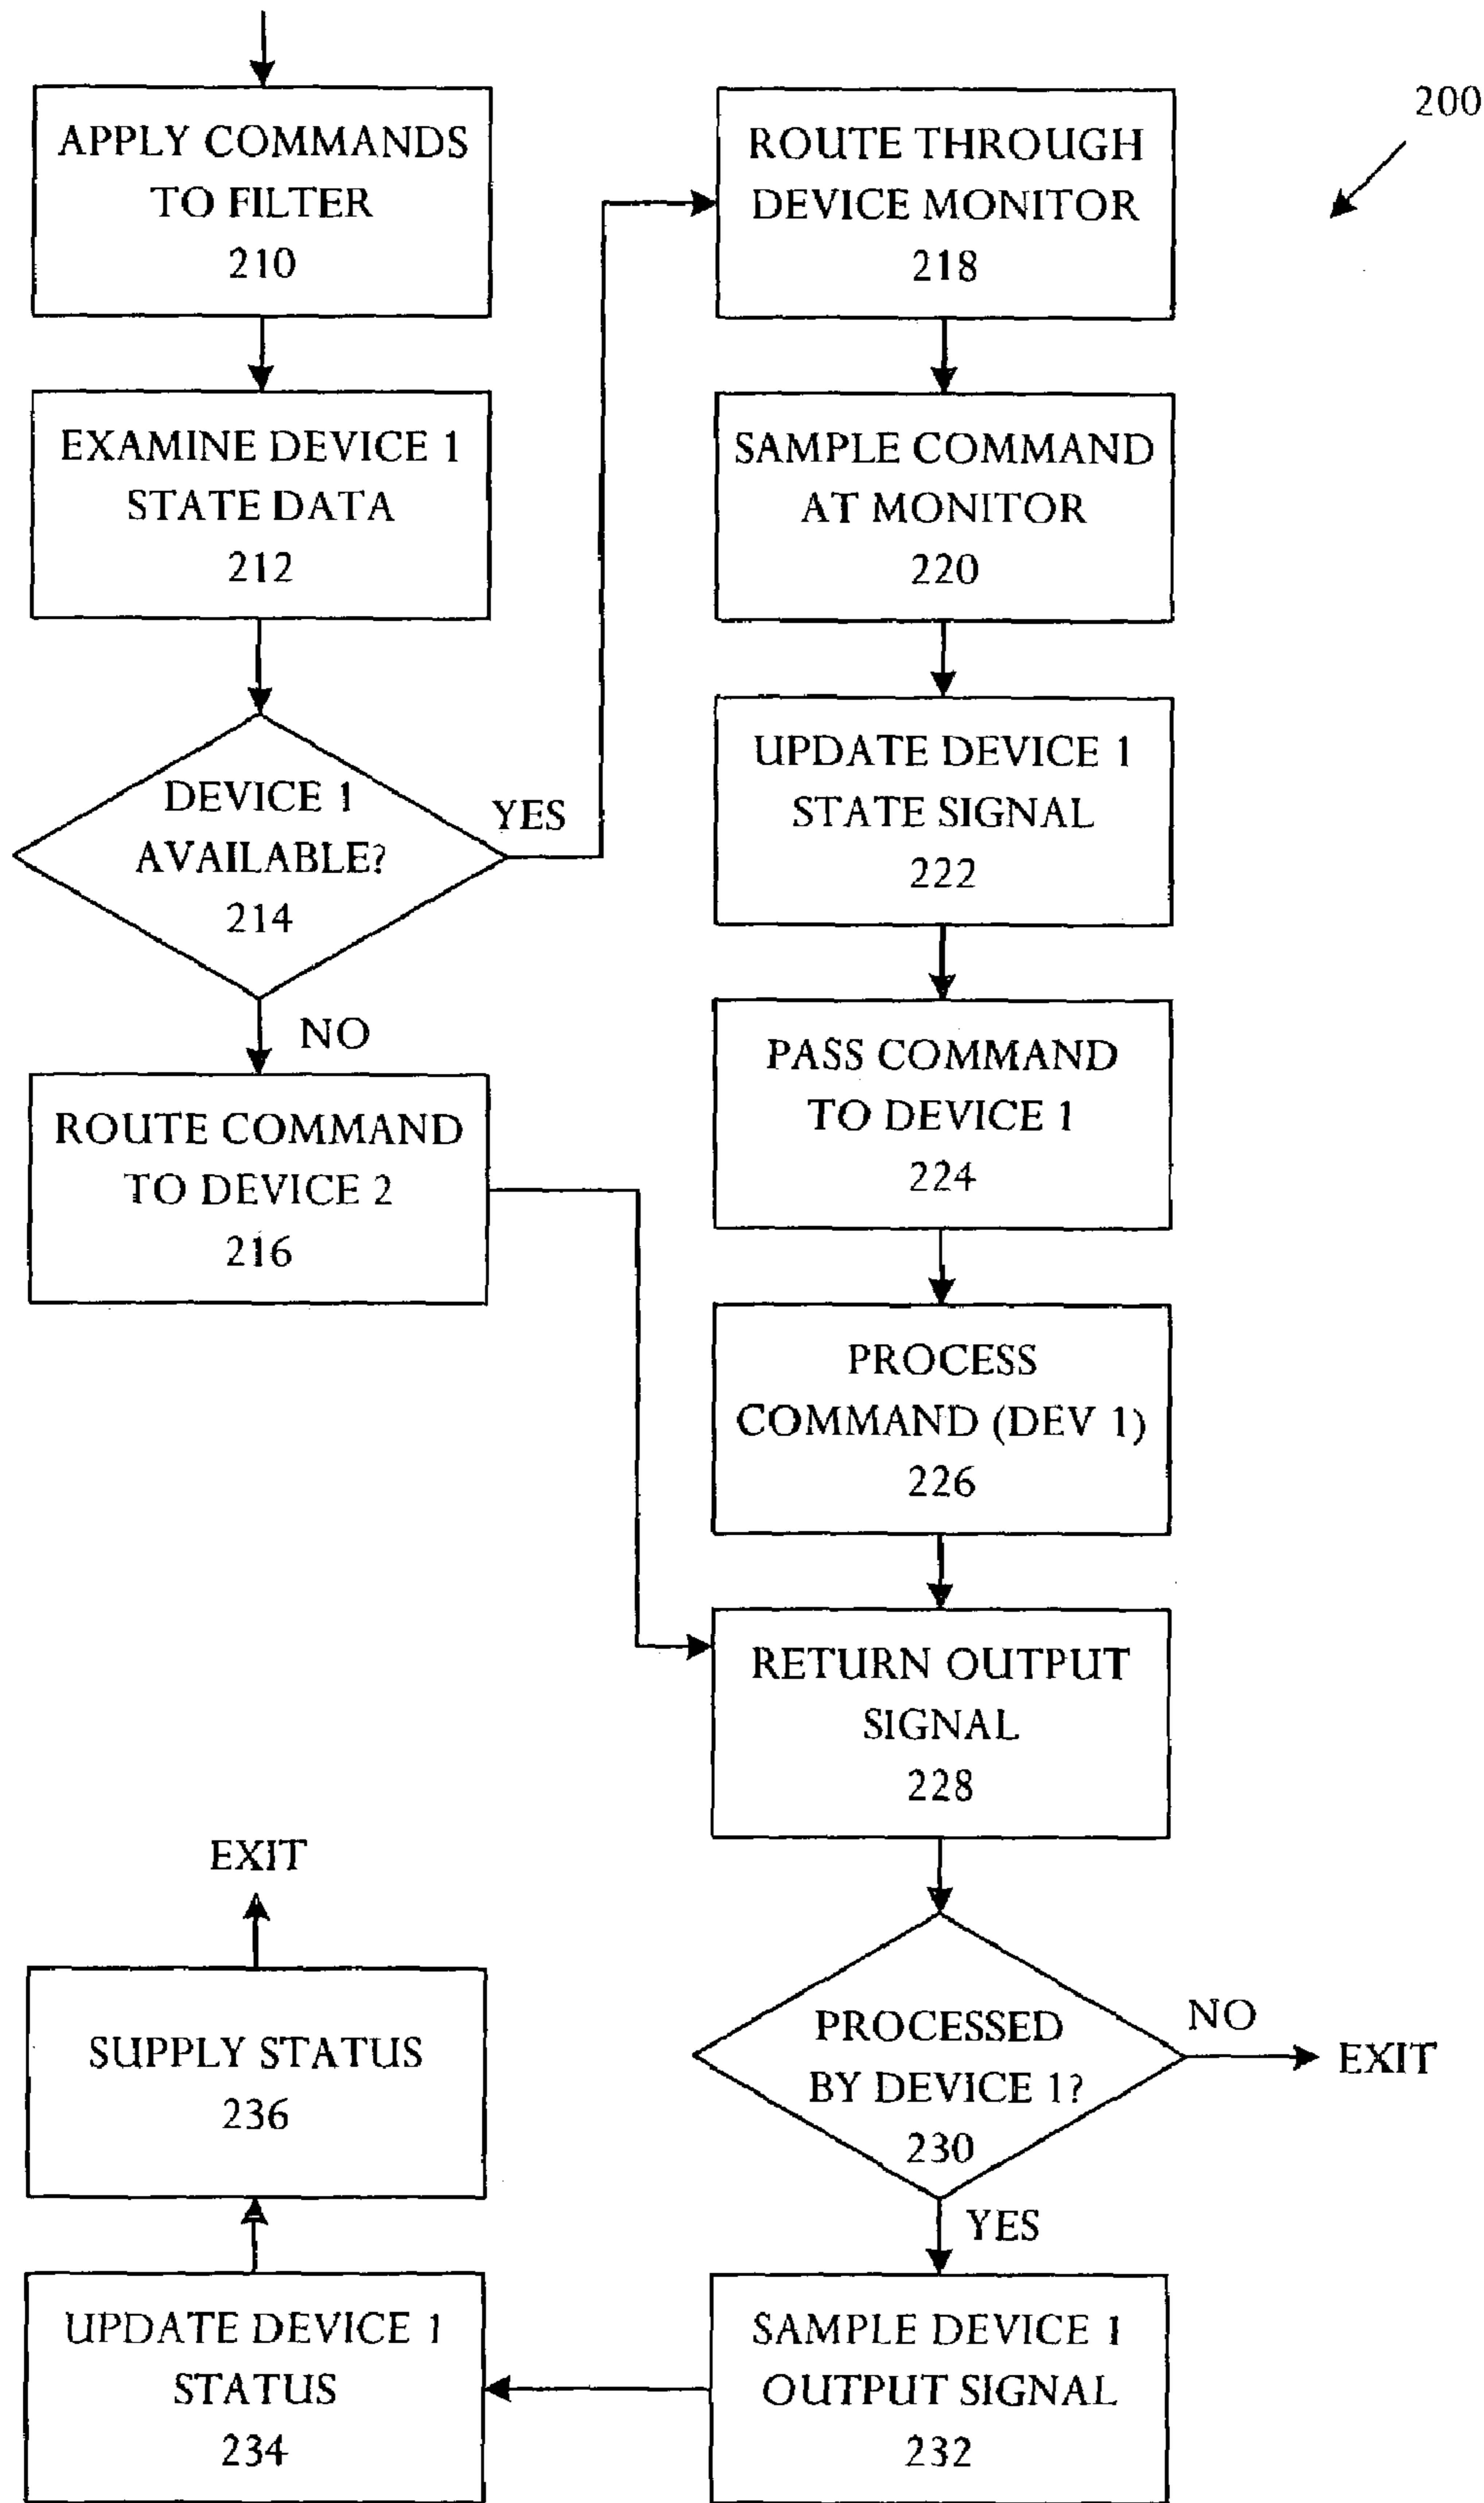 APPLY COMMANDS
TO FILTER
210
EXAMINE DEVICE 1
STATE DATA
212
DEVICE 1
AVAILABLE?
214
YES
NO
ROUTE COMMAND
TO DEVICE 2
216
200
ROUTE THROUGH
DEVICE MONITOR
218
SAMPLE COMMAND
AT MONITOR
220
UPDATE DEVICE 1
STATE SIGNAL
222
PASS COMMAND
TO DEVICE 1
224
PROCESS
COMMAND (DEV 1)
226
RETURN OUTPUT
SIGNAL
228
PROCESSED
BY DEVICE 1?
230
NO
EXIT
YES
SAMPLE DEVICE 1
OUTPUT SIGNAL
232
UPDATE DEVICE 1
STATUS
234
SUPPLY STATUS
236
EXIT